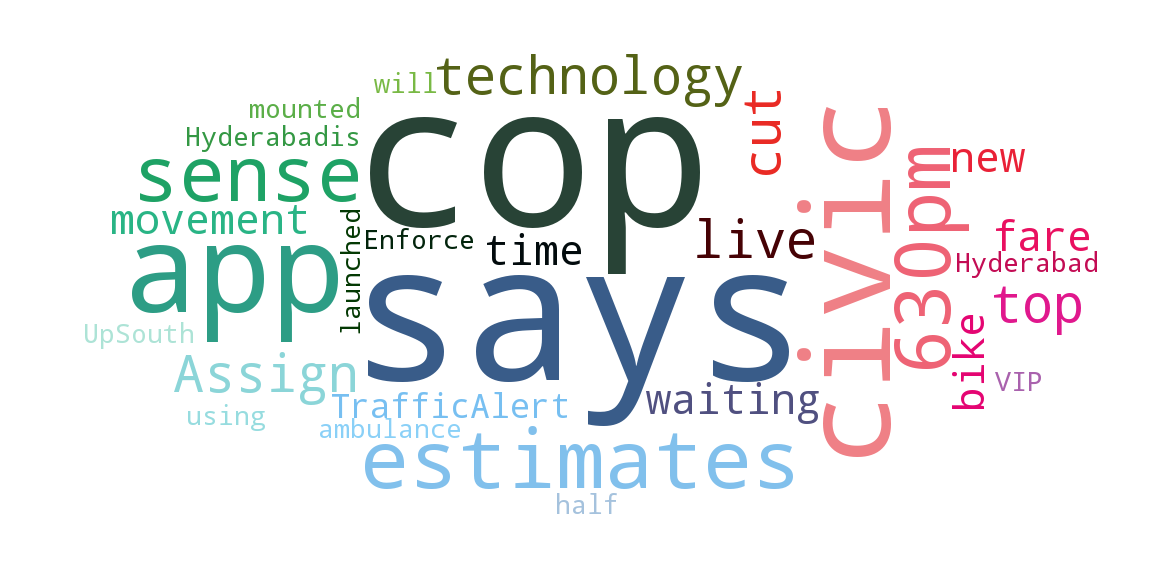 technology
will
cut
mounted
cop
civic
Hyderabadis
sense
630pm
new
movement
launched
Enforce
time
live
fare
Hyderabad
app
says
top
UpSouth
bike
Assign
VIP
using
TrafficAlert
waiting
ambulance
estimates
half